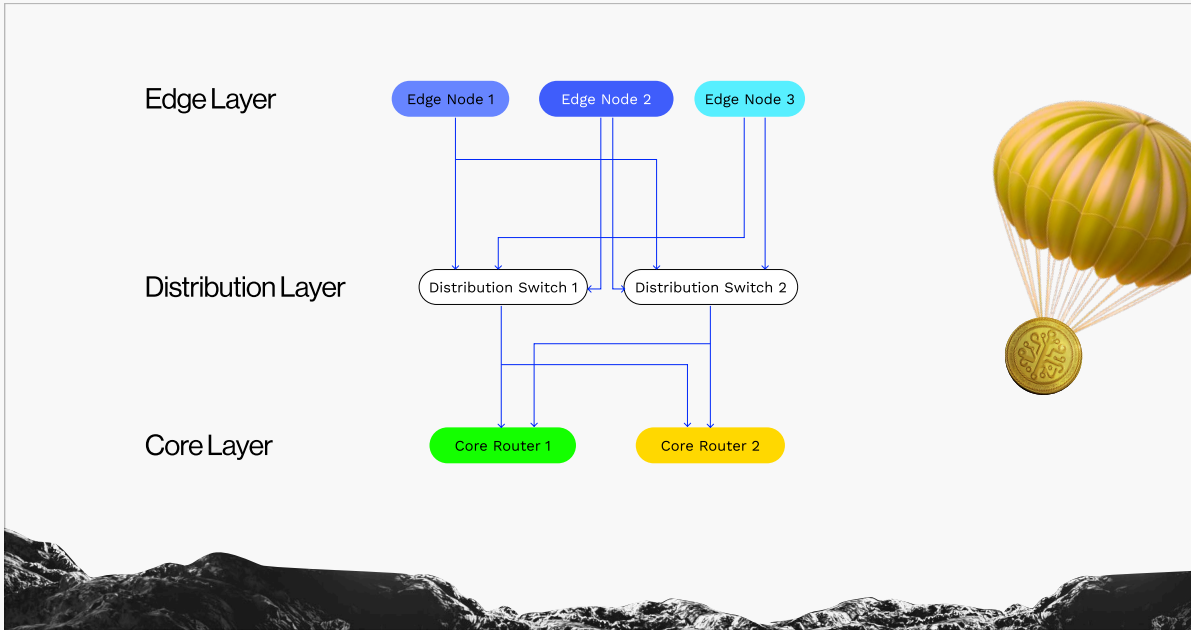 Edge Layer
Edge Node 1
Edge Node 2
Edge Node 3
Distribution Layer
Distribution Switch 1
Distribution Switch 2
Core Layer
Core Router 1
Core Router 2